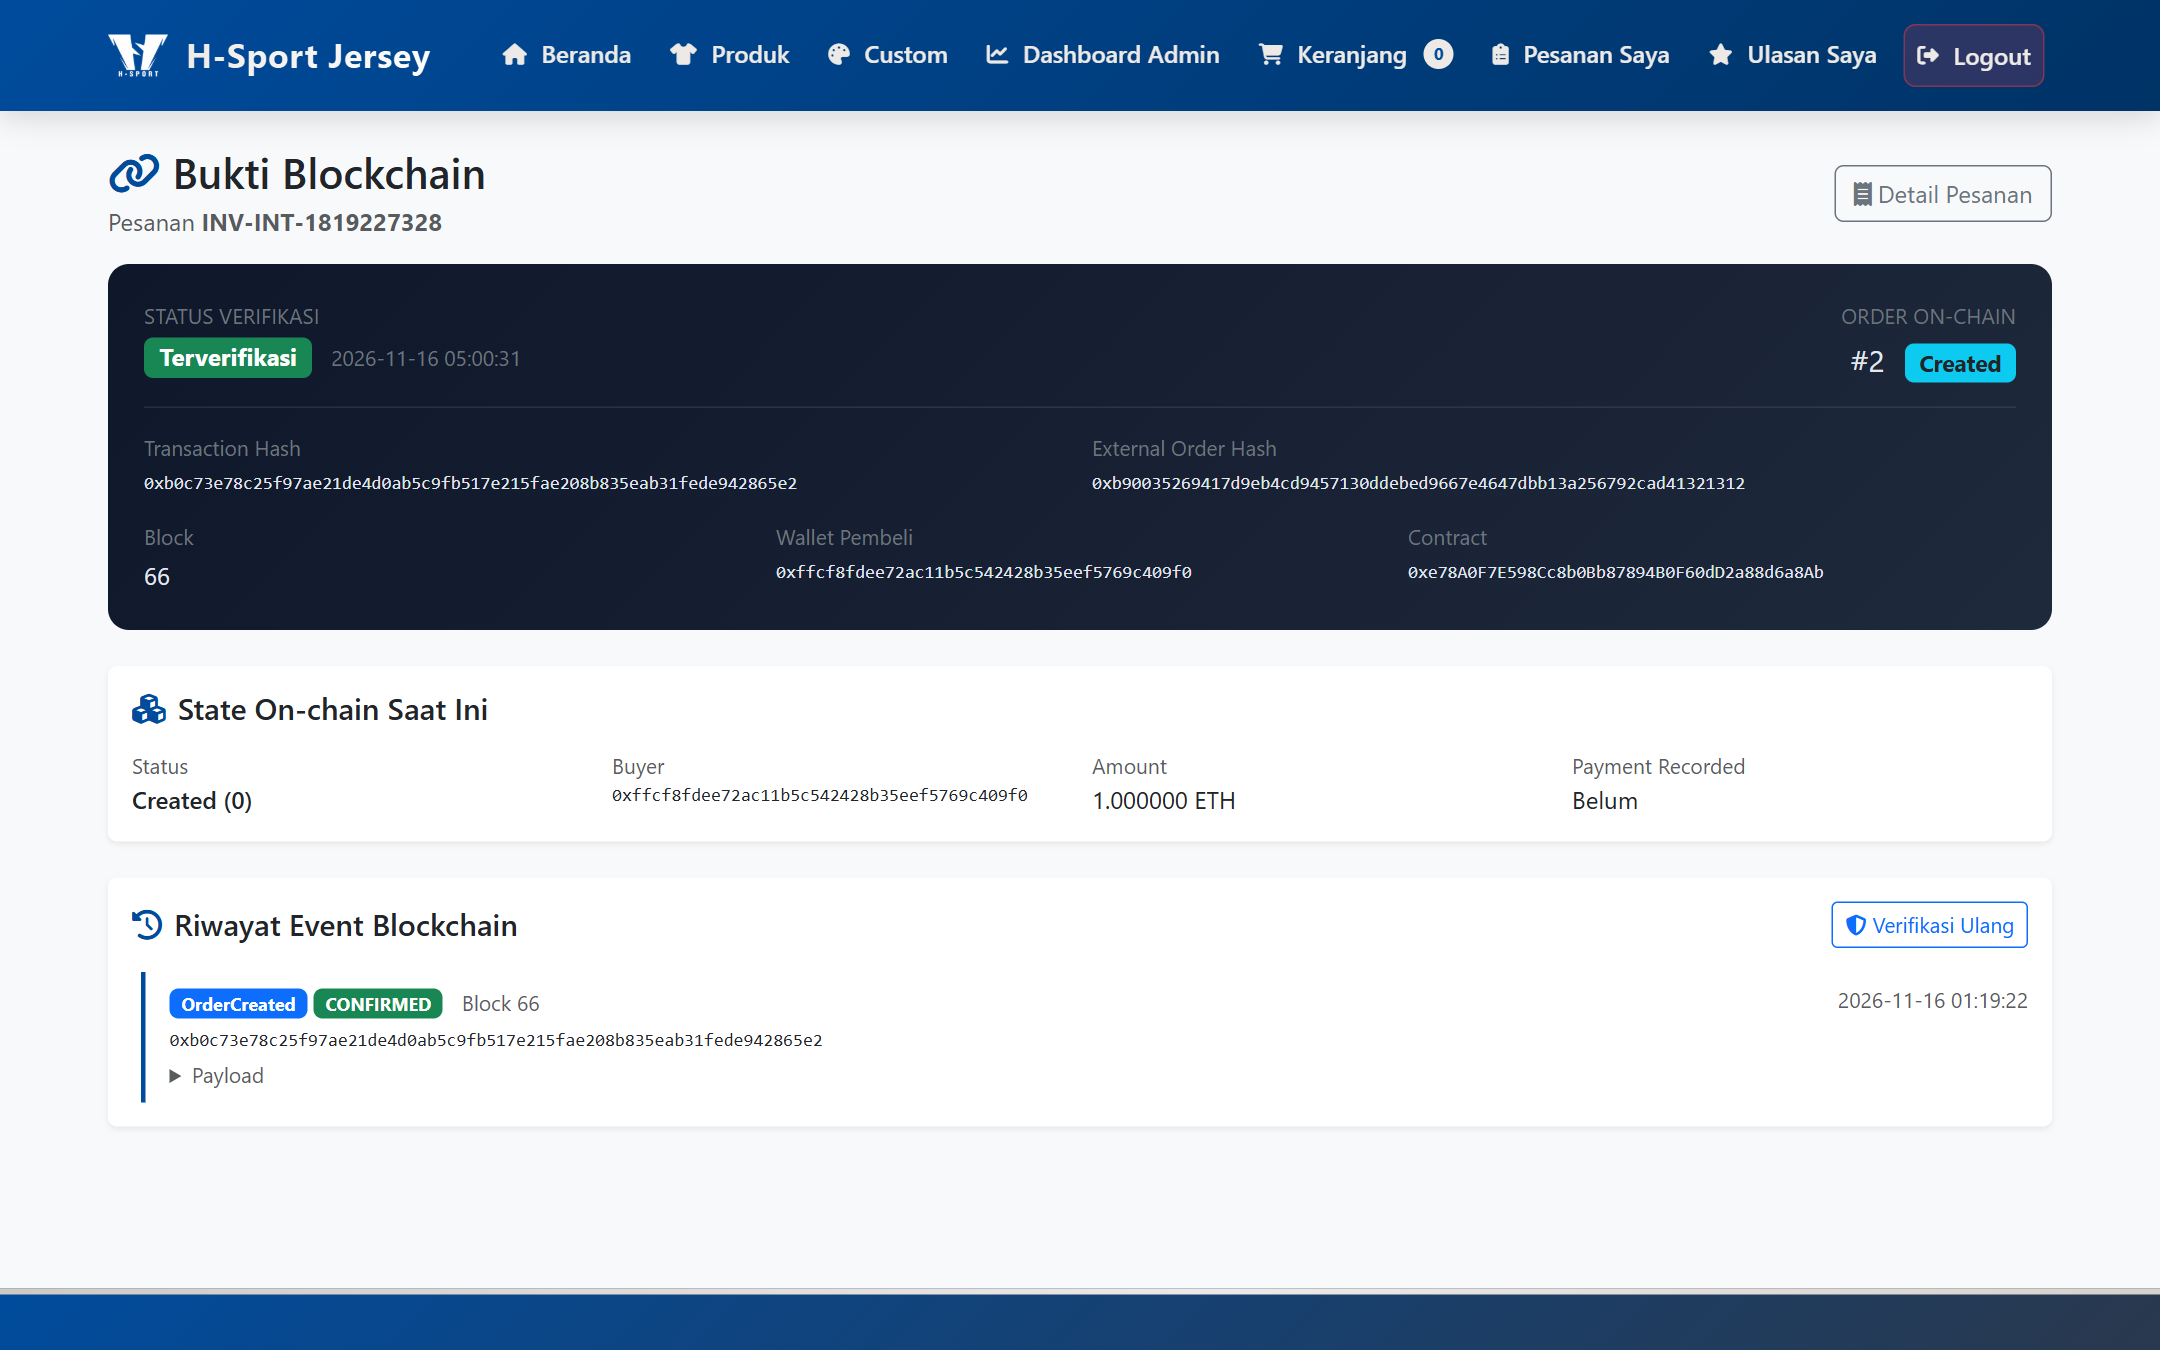 H-SPORT
H-Sport Jersey
Beranda
Produk
Custom
Dashboard Admin
Keranjang 0
Pesanan Saya
Ulasan Saya
Logout
Bukti Blockchain
Pesanan INV-INT-1819227328
Detail Pesanan
STATUS VERIFIKASI
Terverifikasi 2026-11-16 05:00:31
ORDER ON-CHAIN
#2 Created
Transaction Hash
0xb0c73e78c25f97ae21de4d0ab5c9fb517e215fae208b835eab31fede942865e2
External Order Hash
0xb90035269417d9eb4cd9457130ddebed9667e4647dbb13a256792cad41321312
Block
66
Wallet Pembeli
0xffcf8fdee72ac11b5c542428b35eef5769c409f0
Contract
0xe78A0F7E598Cc8b0Bb87894B0F60dD2a88d6a8Ab
State On-chain Saat Ini
Status
Created (0)
Buyer
0xffcf8fdee72ac11b5c542428b35eef5769c409f0
Amount
1.000000 ETH
Payment Recorded
Belum
Riwayat Event Blockchain
Verifikasi Ulang
OrderCreated CONFIRMED Block 66
2026-11-16 01:19:22
0xb0c73e78c25f97ae21de4d0ab5c9fb517e215fae208b835eab31fede942865e2
Payload